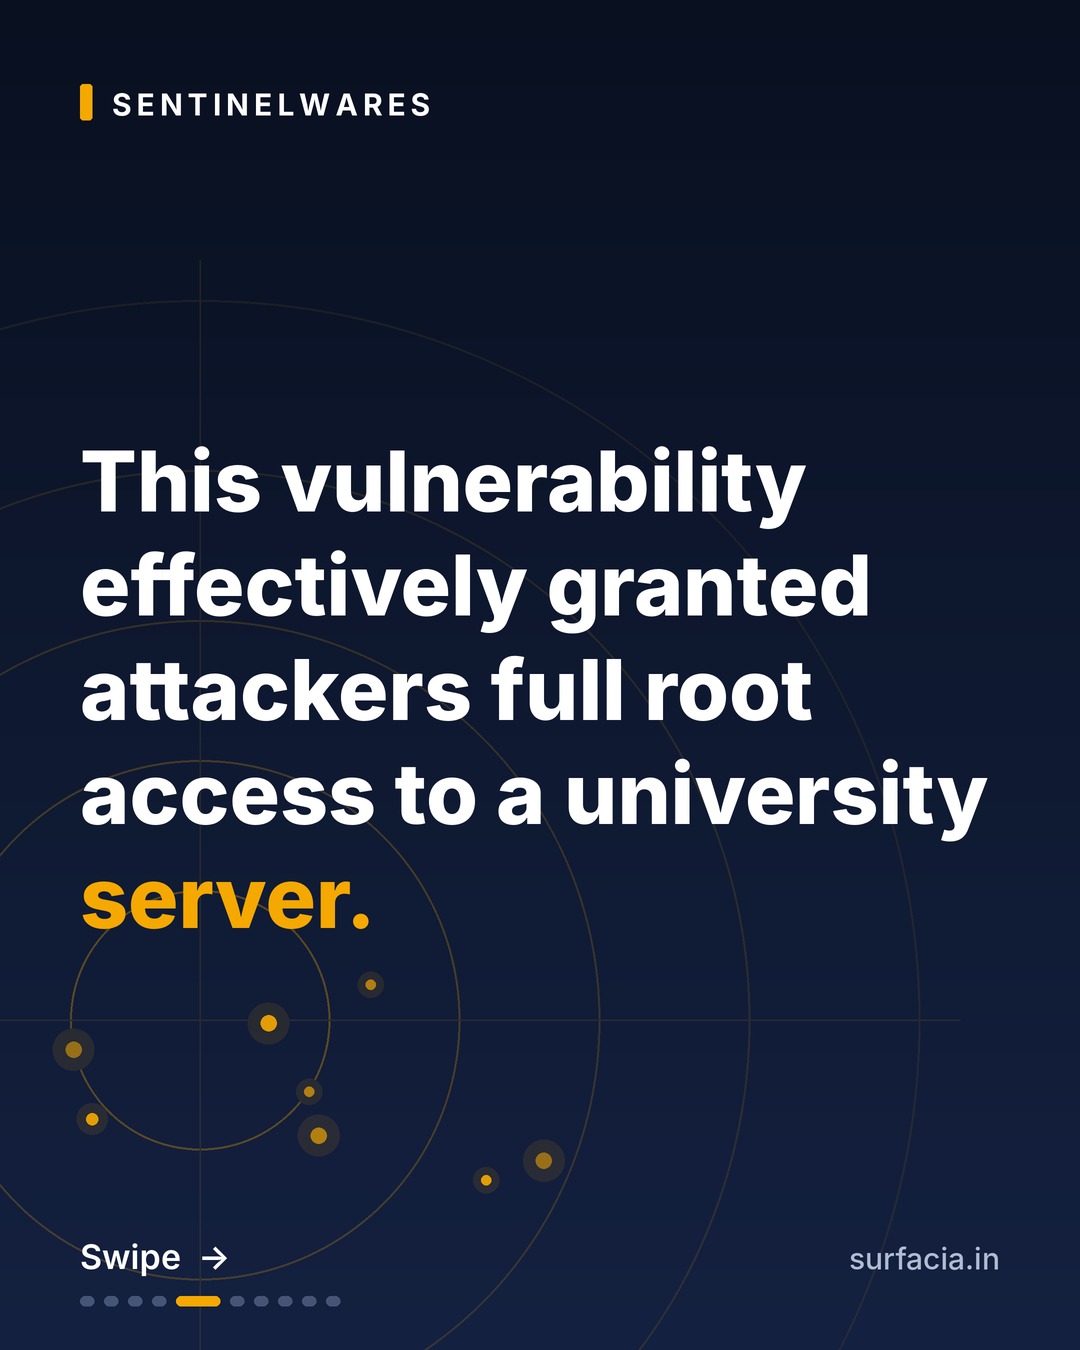 SENTINELWARES
This vulnerability
effectively granted
attackers full root
access to a university
server.
Swipe →
surfacia.in